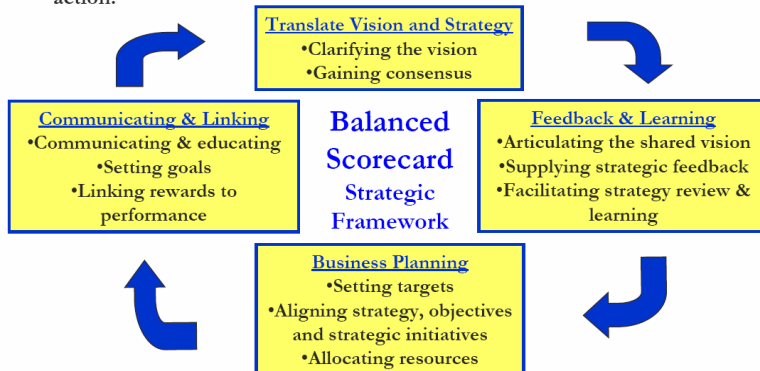 action.
Translate Vision and Strategy
•Clarifying the vision
•Gaining consensus
Communicating & Linking
•Communicating & educating
•Setting goals
•Linking rewards to
performance
Balanced
Scorecard
Strategic
Framework
Feedback & Learning
•Articulating the shared vision
•Supplying strategic feedback
•Facilitating strategy review &
learning
Business Planning
•Setting targets
•Aligning strategy, objectives
and strategic initiatives
•Allocating resources